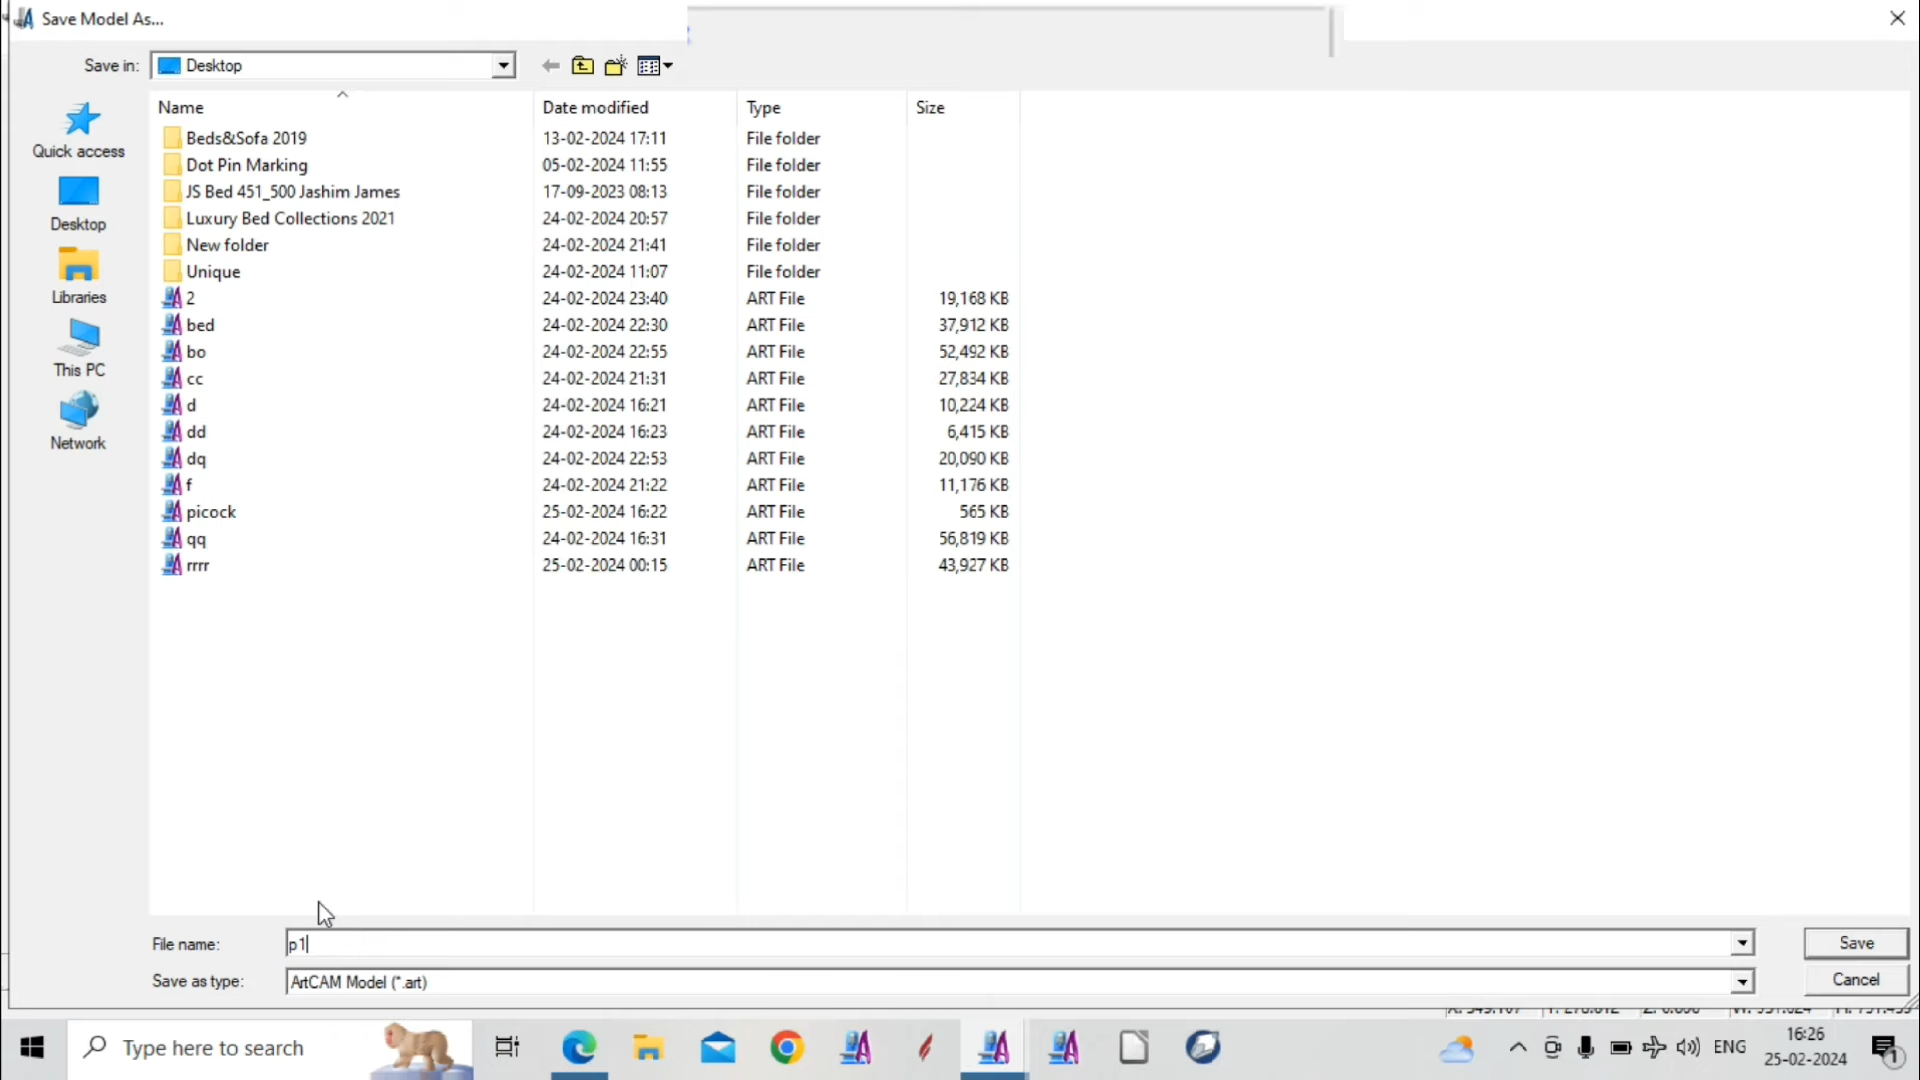 Save Model As...
Save in: Desktop
Name Date modified Type Size
Quick access
Desktop
Libraries
This PC
Network
Beds&Sofa 2019 13-02-2024 17:11 File folder
Dot Pin Marking 05-02-2024 11:55 File folder
JS Bed 451_500 Jashim James 17-09-2023 08:13 File folder
Luxury Bed Collections 2021 24-02-2024 20:57 File folder
New folder 24-02-2024 21:41 File folder
Unique 24-02-2024 11:07 File folder
2 24-02-2024 23:40 ART File 19,168 KB
bed 24-02-2024 22:30 ART File 37,912 KB
bo 24-02-2024 22:55 ART File 52,492 KB
cc 24-02-2024 21:31 ART File 27,834 KB
d 24-02-2024 16:21 ART File 10,224 KB
dd 24-02-2024 16:23 ART File 6,415 KB
dq 24-02-2024 22:53 ART File 20,090 KB
f 24-02-2024 21:22 ART File 11,176 KB
picock 25-02-2024 16:22 ART File 565 KB
qq 24-02-2024 16:31 ART File 56,819 KB
rrrr 25-02-2024 00:15 ART File 43,927 KB
File name: p1 Save
Save as type: ArtCAM Model (*.art) Cancel
Type here to search
ENG
16:26
25-02-2024
1